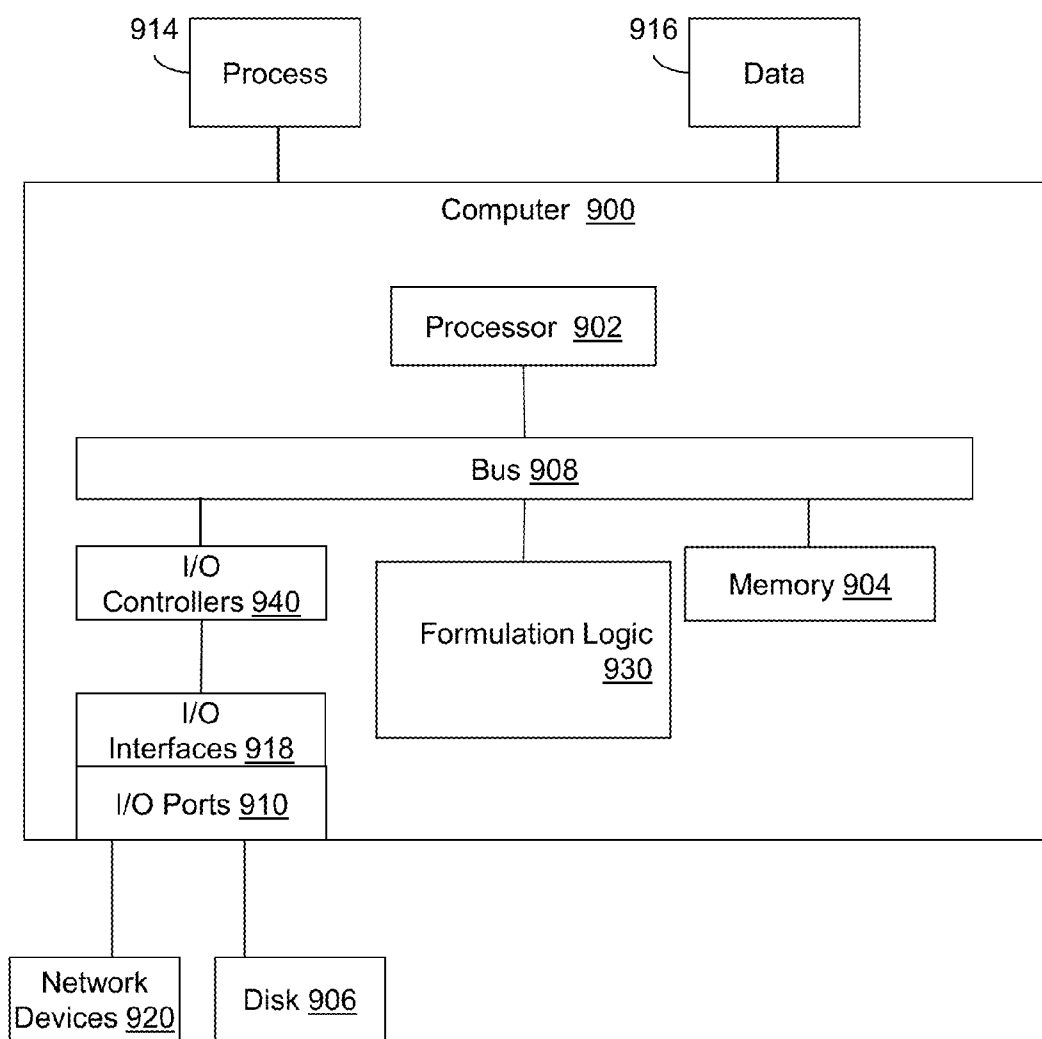 914
Process
916
Data
Computer 900
Processor 902
Bus 908
I/O
Controllers 940
Formulation Logic
930
Memory 904
I/O
Interfaces 918
I/O Ports 910
Network
Devices 920
Disk 906